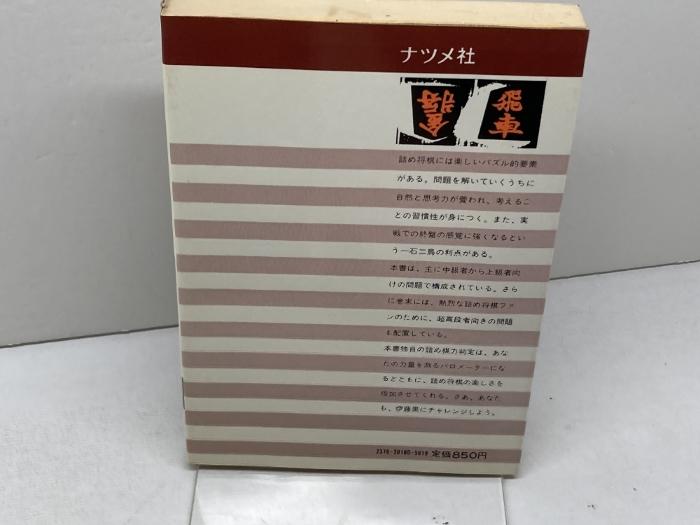 ナツメ社
飛車
詰め将棋には楽しいパズル的要素
がある。問題を解いていくうちに
自然と思考力が養われ、考えるこ
との習慣性が身につく。また、実
戦での終盤の感覚に強くなるとい
う一石二鳥の利点がある。
本書は、主に中級者から上級者向
けの問題で構成されている。さら
に巻末には、熱烈な詰め将棋ファ
ンのために、超高段者向きの問題
も配置している。
本書独自の詰め棋力判定は、あな
たの力量を測るバロメーターにな
るとともに、詰め将棋の楽しさを
倍加させてくれる。さあ、あなた
も、伊藤果にチャレンジしよう。
定価850円